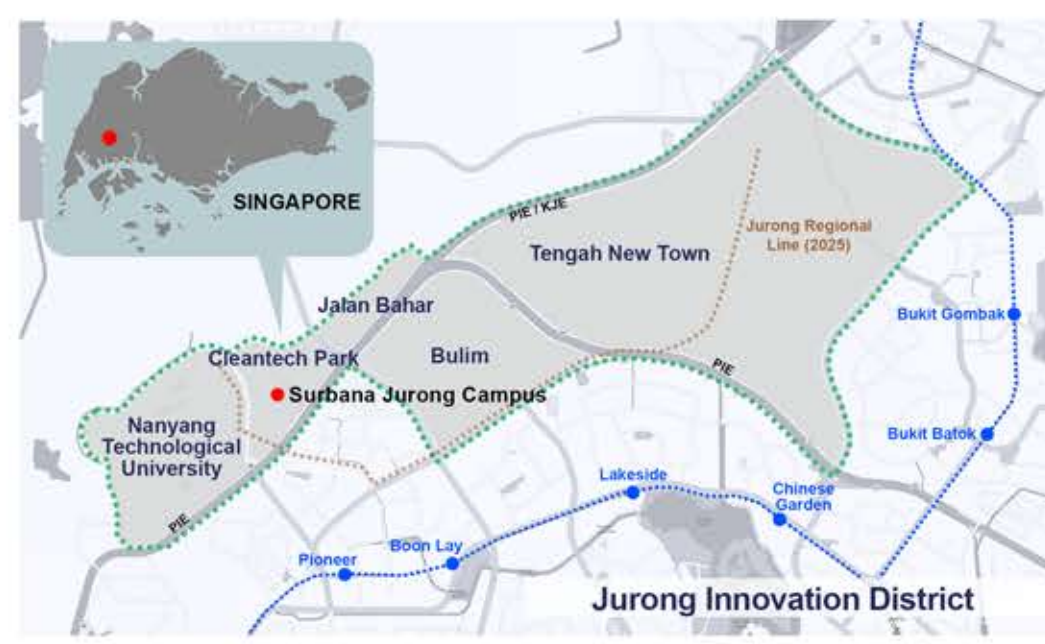 SINGAPORE
PIE / KJE
Tengah New Town
Jurong Regional
Line (2025)
Jalan Bahar
Bukit Gombak
Cleantech Park
Bulim
PIE
Surbana Jurong Campus
Nanyang
Technological
University
Bukit Batok
Lakeside
Chinese
Garden
PIE
Boon Lay
Pioneer
Jurong Innovation District